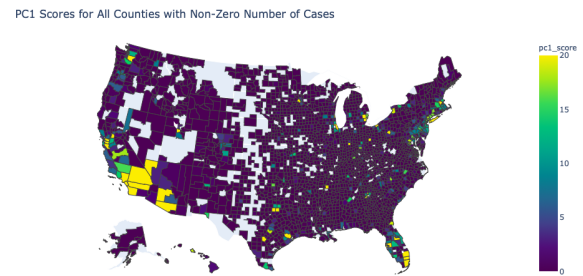 PC1 Scores for All Counties with Non-Zero Number of Cases
pc1_score
20
15
10
5
0